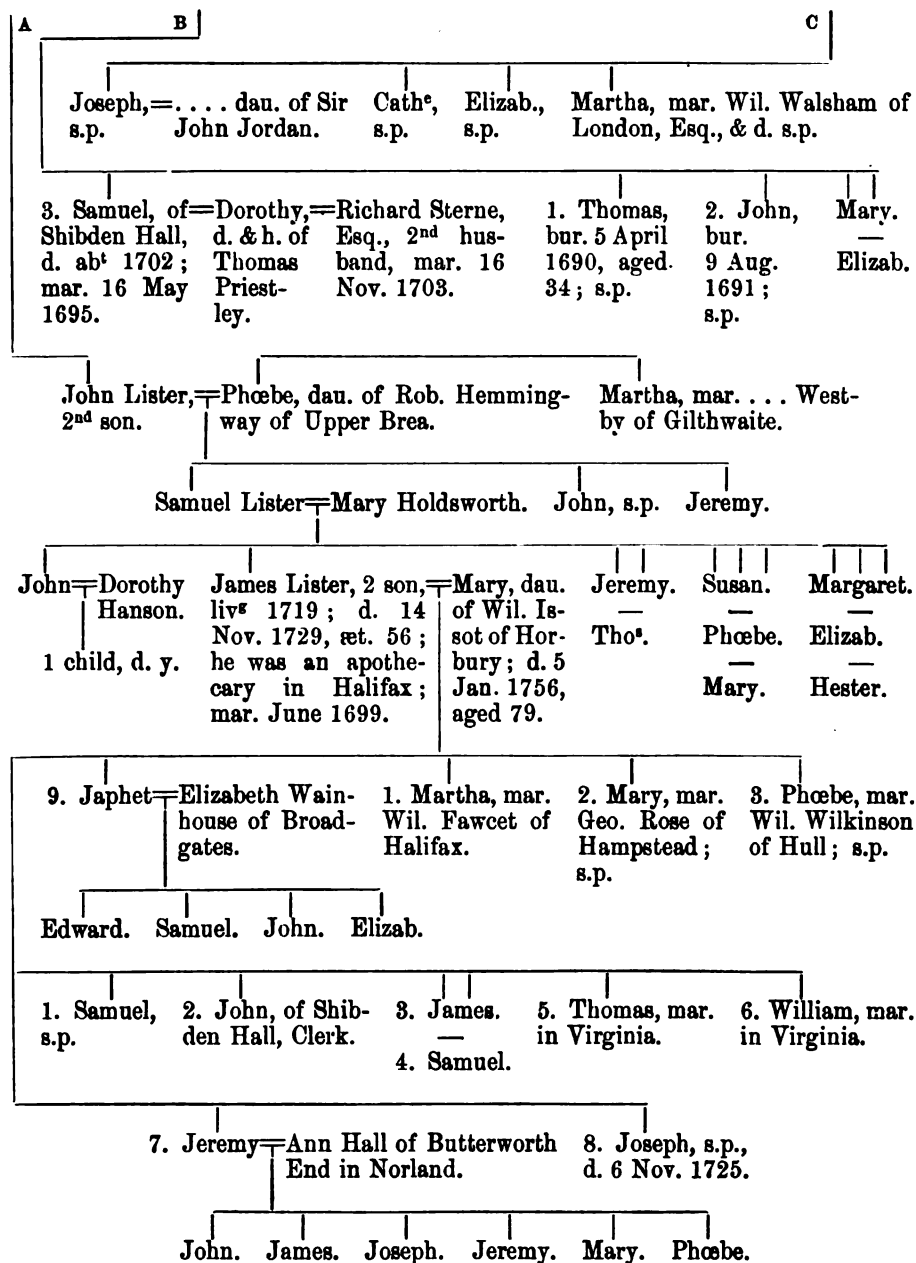 A B C
Joseph,=. . . . dau. of Sir Cathᵉ, Elizab., Martha, mar. Wil. Walsham of
s.p. John Jordan. s.p. s.p. London, Esq., & d. s.p.
3. Samuel, of=Dorothy,=Richard Sterne, 1. Thomas, 2. John, Mary.
Shibden Hall, d. & h. of Esq., 2ⁿᵈ hus- bur. 5 April bur. —
d. abᵗ 1702 ; Thomas band, mar. 16 1690, aged 9 Aug. Elizab.
mar. 16 May Priest- Nov. 1703. 34 ; s.p. 1691 ;
1695. ley. s.p.
John Lister,=Phœbe, dau. of Rob. Hemming- Martha, mar. . . . West-
2ⁿᵈ son. way of Upper Brea. by of Gilthwaite.
Samuel Lister=Mary Holdsworth. John, s.p. Jeremy.
John=Dorothy James Lister, 2 son,=Mary, dau. Jeremy. Susan. Margaret.
Hanson. livᵍ 1719 ; d. 14 of Wil. Is- — — —
Nov. 1729, æt. 56 ; sot of Hor- Thoˢ. Phœbe. Elizab.
1 child, d. y. he was an apothe- bury ; d. 5 — —
cary in Halifax ; Jan. 1756, Mary. Hester.
mar. June 1699. aged 79.
9. Japhet=Elizabeth Wain- 1. Martha, mar. 2. Mary, mar. 3. Phœbe, mar.
house of Broad- Wil. Fawcet of Geo. Rose of Wil. Wilkinson
gates. Halifax. Hampstead ; of Hull ; s.p.
s.p.
Edward. Samuel. John. Elizab.
1. Samuel, 2. John, of Shib- 3. James. 5. Thomas, mar. 6. William, mar.
s.p. den Hall, Clerk. — in Virginia. in Virginia.
4. Samuel.
7. Jeremy=Ann Hall of Butterworth 8. Joseph, s.p.,
End in Norland. d. 6 Nov. 1725.
John. James. Joseph. Jeremy. Mary. Phœbe.